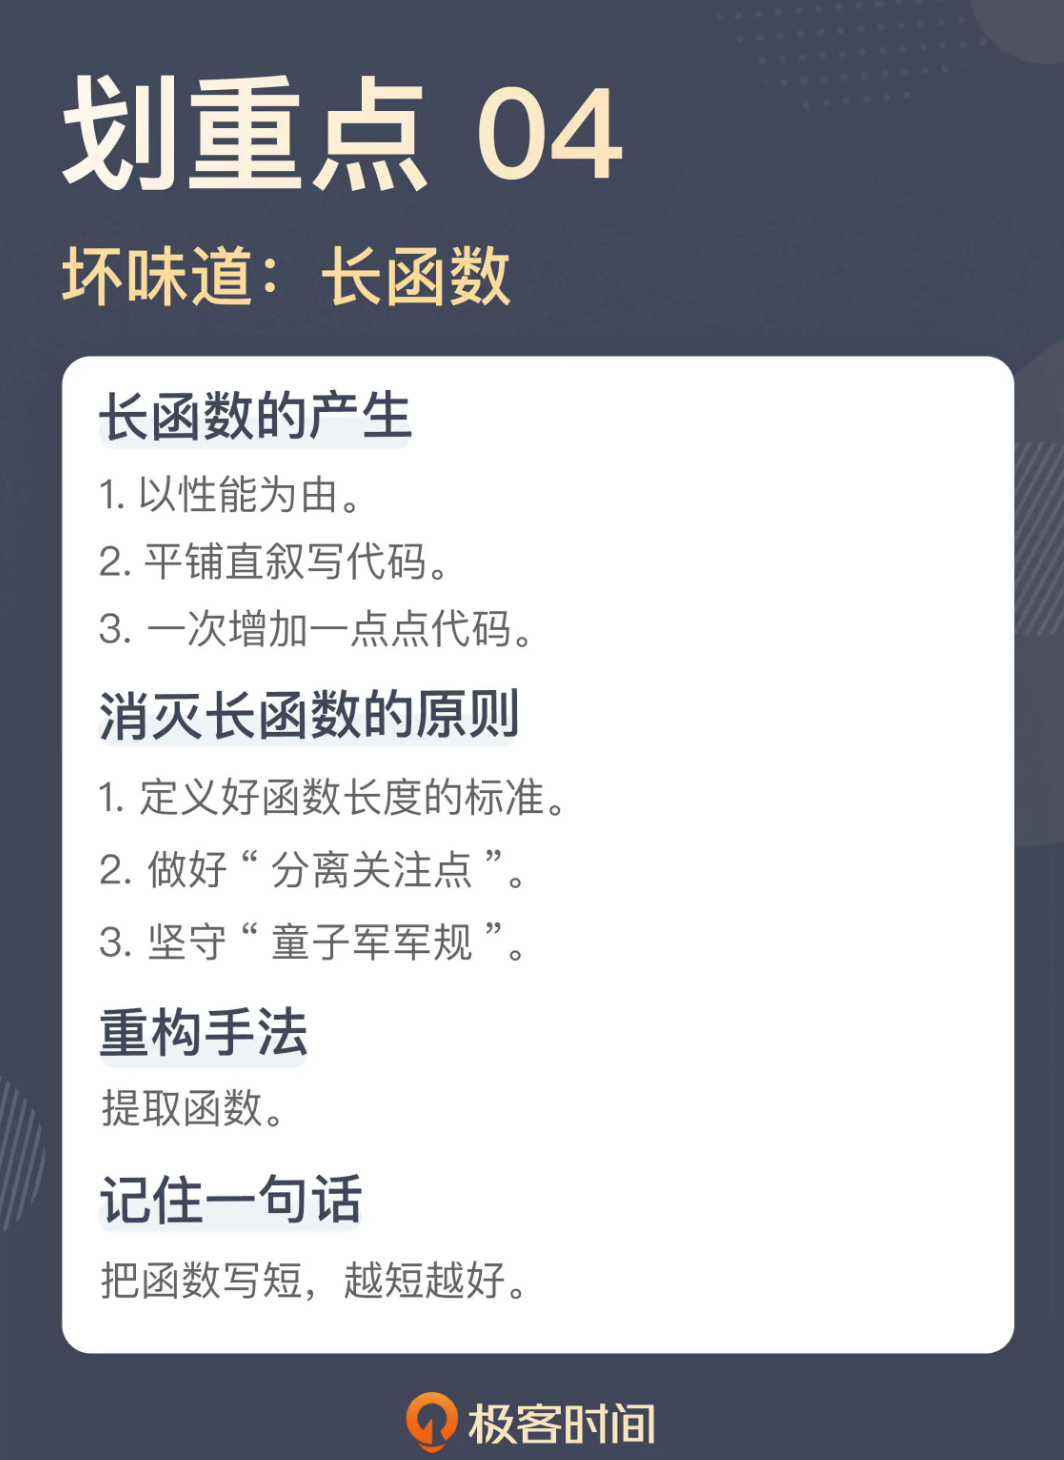 划重点 04
坏味道：长函数
长函数的产生
1. 以性能为由。
2. 平铺直叙写代码。
3. 一次增加一点点代码。
消灭长函数的原则
1. 定义好函数长度的标准。
2. 做好“分离关注点”。
3. 坚守“童子军军规”。
重构手法
提取函数。
记住一句话
把函数写短，越短越好。
极客时间